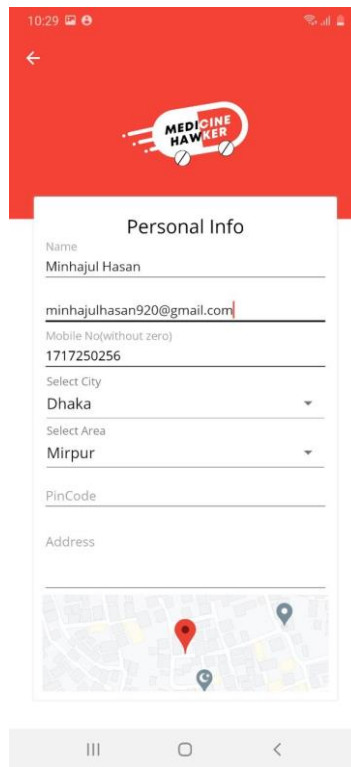 10:29
MEDICINE
HAWKER
Personal Info
Name
Minhajul Hasan
minhajulhasan920@gmail.com
Mobile No(without zero)
1717250256
Select City
Dhaka
Select Area
Mirpur
PinCode
Address